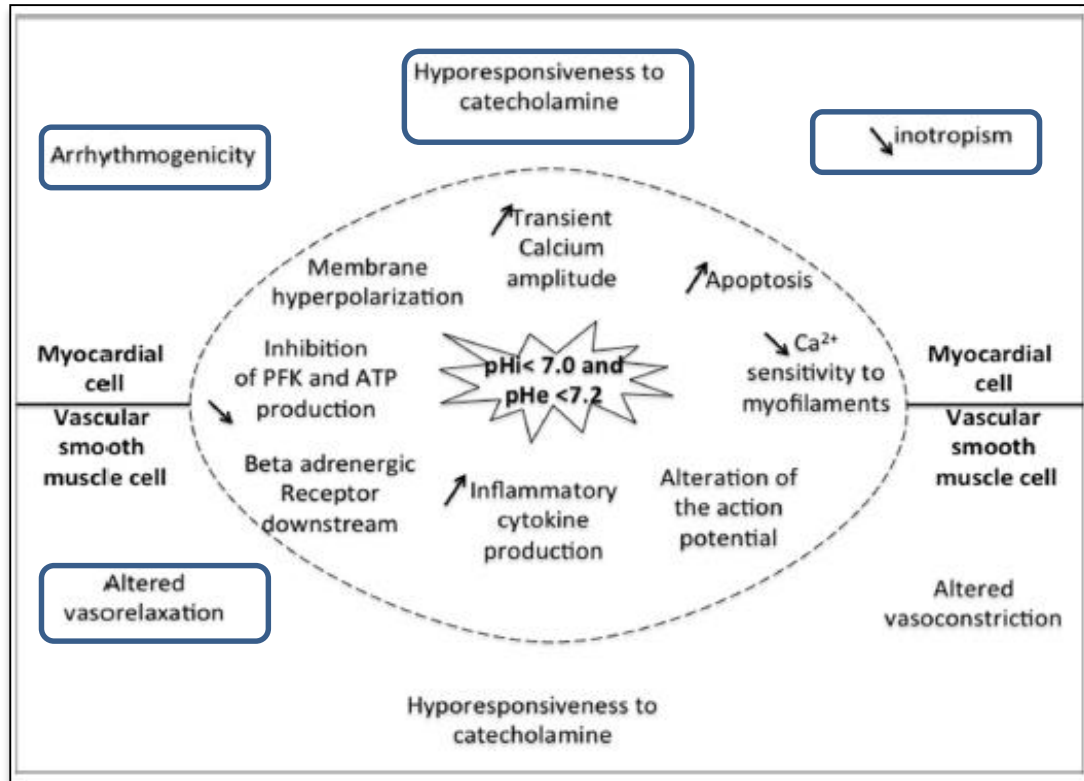 Hyporesponsiveness to
catecholamine
Arrhythmogenicity
↘inotropism
↗Transient
Calcium
amplitude
Membrane
hyperpolarization
↗Apoptosis
Myocardial
cell
Inhibition
of PFK and ATP
production
pHi< 7.0 and
pHe <7.2
↘ Ca²⁺
sensitivity to
myofilaments
Myocardial
cell
Vascular
smooth
muscle cell
↘
Beta adrenergic
Receptor
downstream
↗Inflammatory
cytokine
production
Alteration of
the action
potential
Vascular
smooth
muscle cell
Altered
vasorelaxation
Altered
vasoconstriction
Hyporesponsiveness to
catecholamine